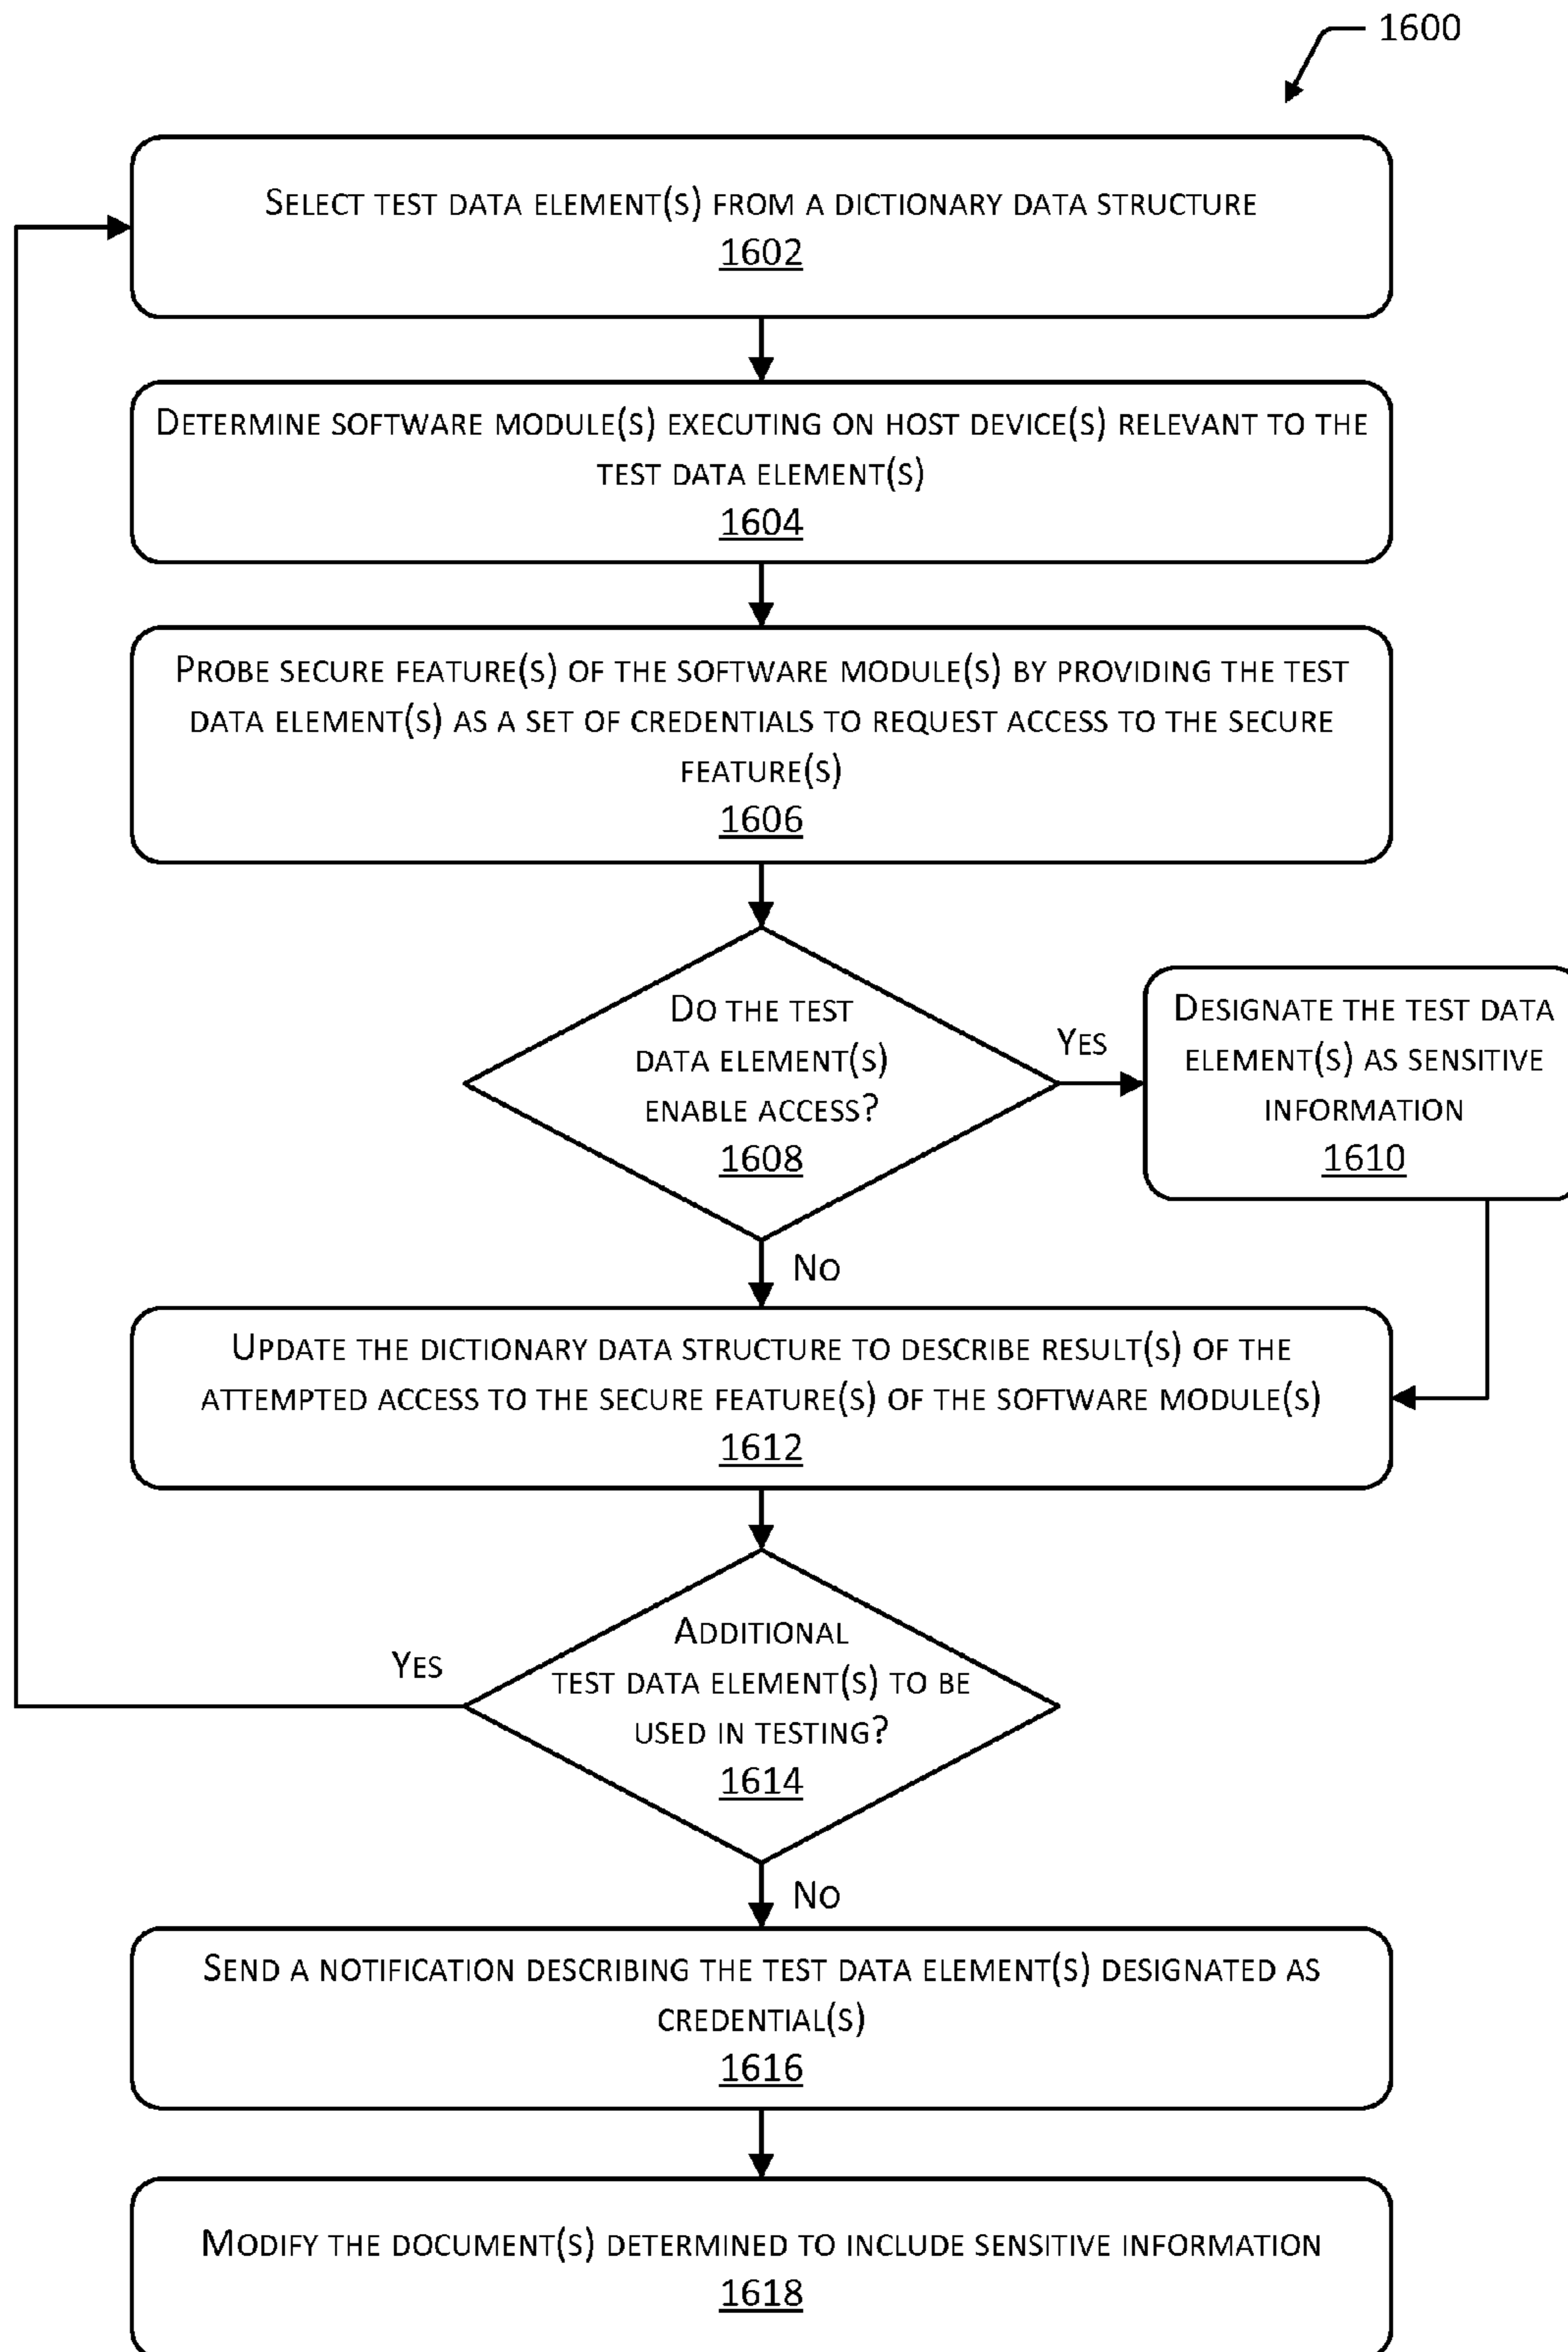 1600
Select test data element(s) from a dictionary data structure
1602
Determine software module(s) executing on host device(s) relevant to the
test data element(s)
1604
Probe secure feature(s) of the software module(s) by providing the test
data element(s) as a set of credentials to request access to the secure
feature(s)
1606
Do the test
data element(s)
enable access?
1608
Yes
Designate the test data
element(s) as sensitive
information
1610
No
Update the dictionary data structure to describe result(s) of the
attempted access to the secure feature(s) of the software module(s)
1612
Additional
test data element(s) to be
used in testing?
1614
Yes
No
Send a notification describing the test data element(s) designated as
credential(s)
1616
Modify the document(s) determined to include sensitive information
1618